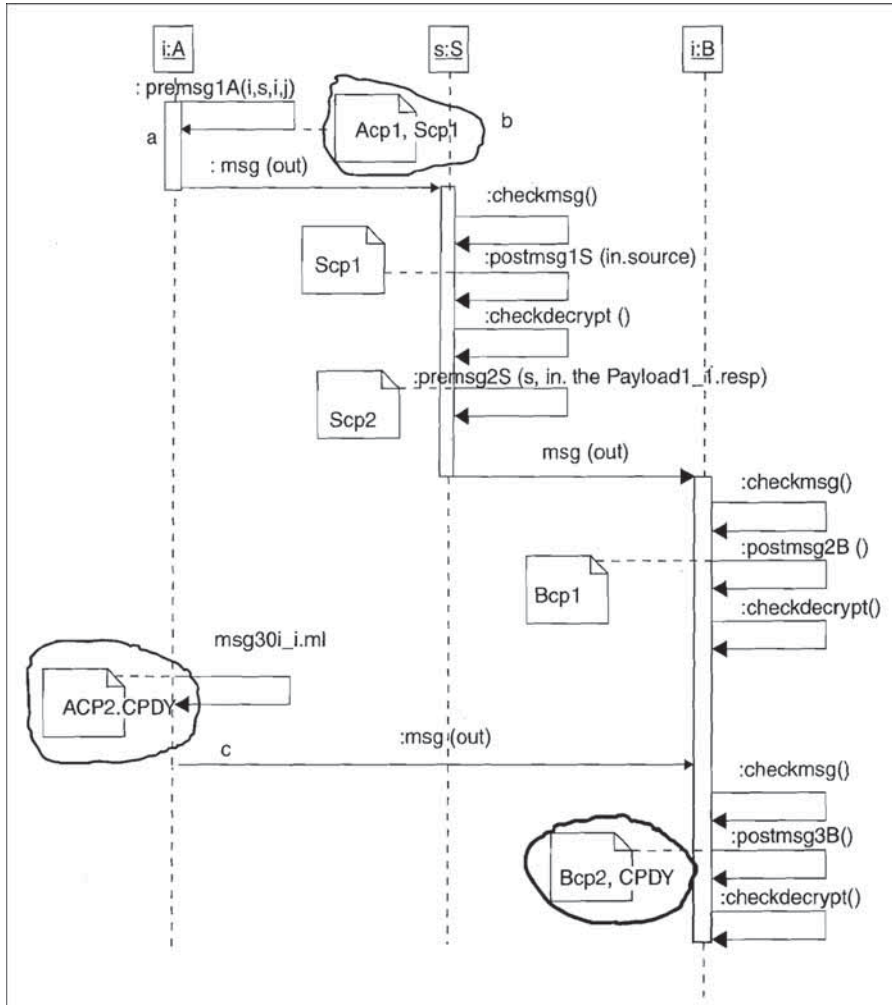 i:A
s:S
i:B
: premsg1A(i,s,i,j)
Acp1, Scp1
b
a
: msg (out)
:checkmsg()
Scp1
:postmsg1S (in.source)
:checkdecrypt ()
:premsg2S (s, in. the Payload1_1.resp)
Scp2
msg (out)
:checkmsg()
:postmsg2B ()
Bcp1
:checkdecrypt()
msg30i_i.ml
ACP2.CPDY
:msg (out)
c
:checkmsg()
:postmsg3B()
Bcp2, CPDY
:checkdecrypt()